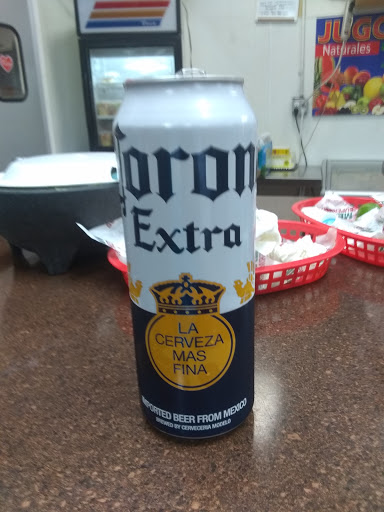 JUGO
Naturales
Coron
Extra
LA
CERVEZA
MAS
FINA
IMPORTED BEER FROM MEXICO
BREWED BY CERVECERIA MODELO